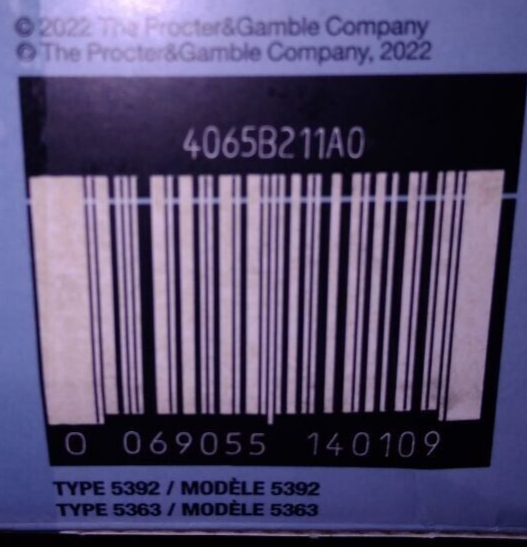 © 2022 The Procter&Gamble Company
© The Procter&Gamble Company, 2022
4065B211A0
0 069055 140109
TYPE 5392 / MODÈLE 5392
TYPE 5363 / MODÈLE 5363